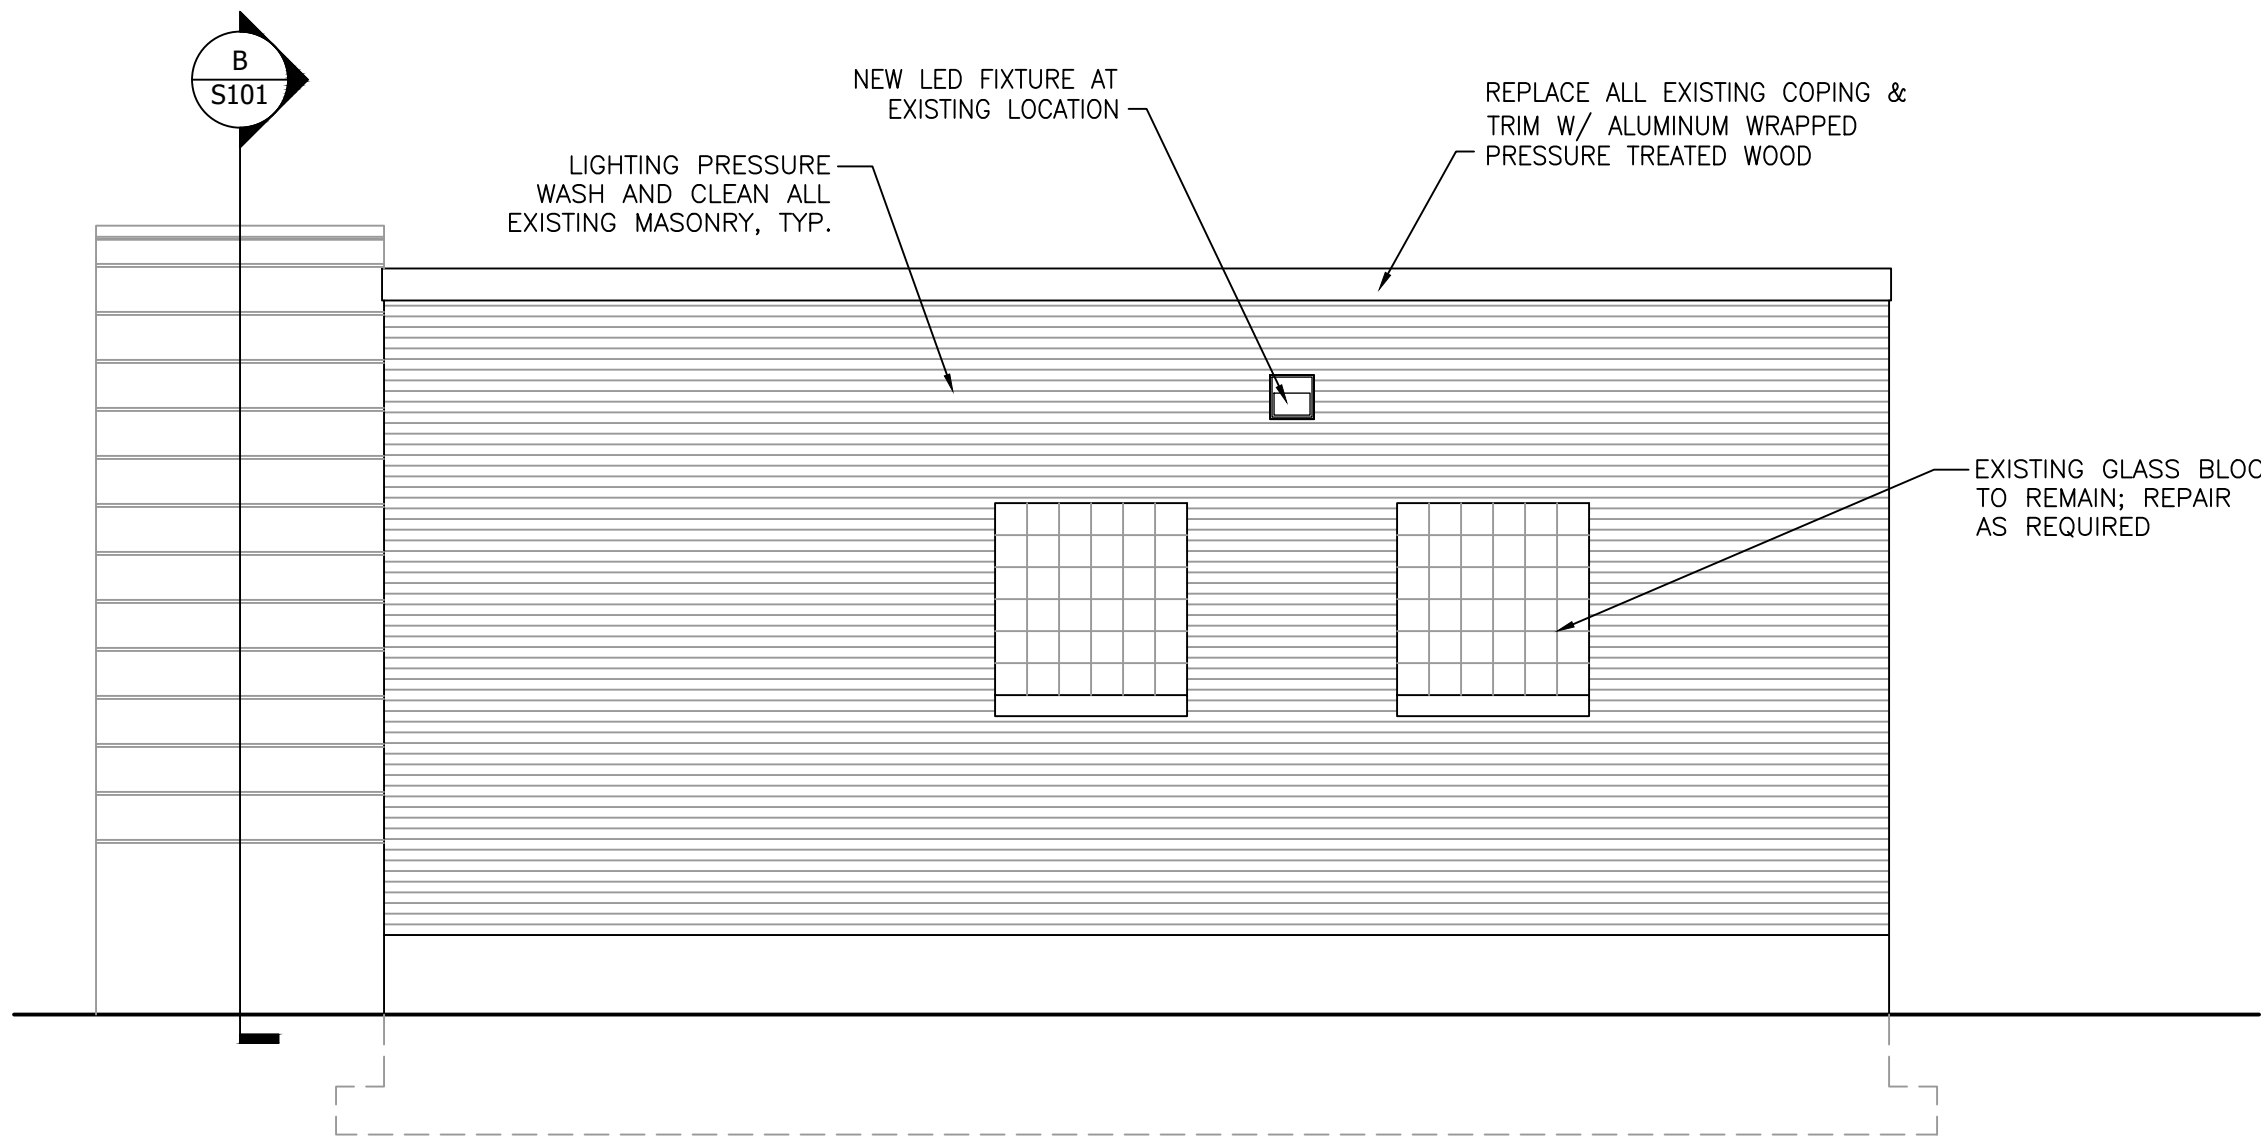 B
S101
NEW LED FIXTURE AT
EXISTING LOCATION
REPLACE ALL EXISTING COPING &
TRIM W/ ALUMINUM WRAPPED
PRESSURE TREATED WOOD
LIGHTING PRESSURE
WASH AND CLEAN ALL
EXISTING MASONRY, TYP.
EXISTING GLASS
TO REMAIN; REPAIR
AS REQUIRED